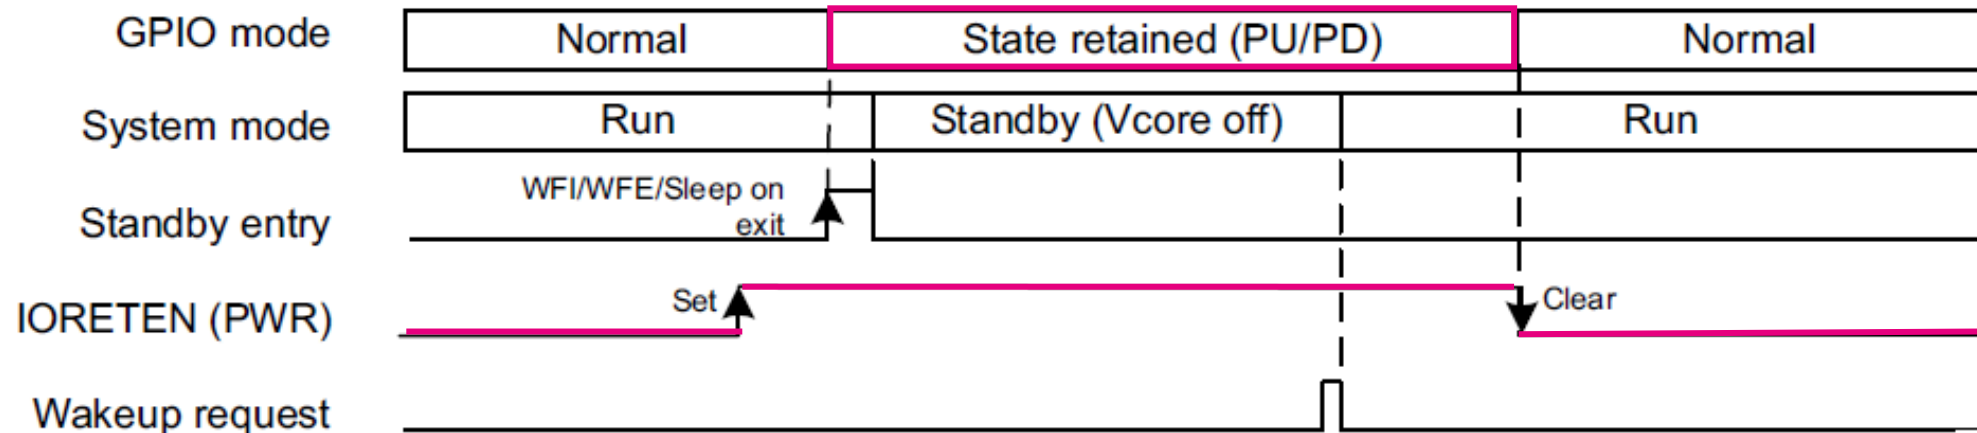 GPIO mode Normal State retained (PU/PD) Normal
System mode Run Standby (Vcore off) Run
WFI/WFE/Sleep on
Standby entry exit
IORETEN (PWR) Set Clear
Wakeup request